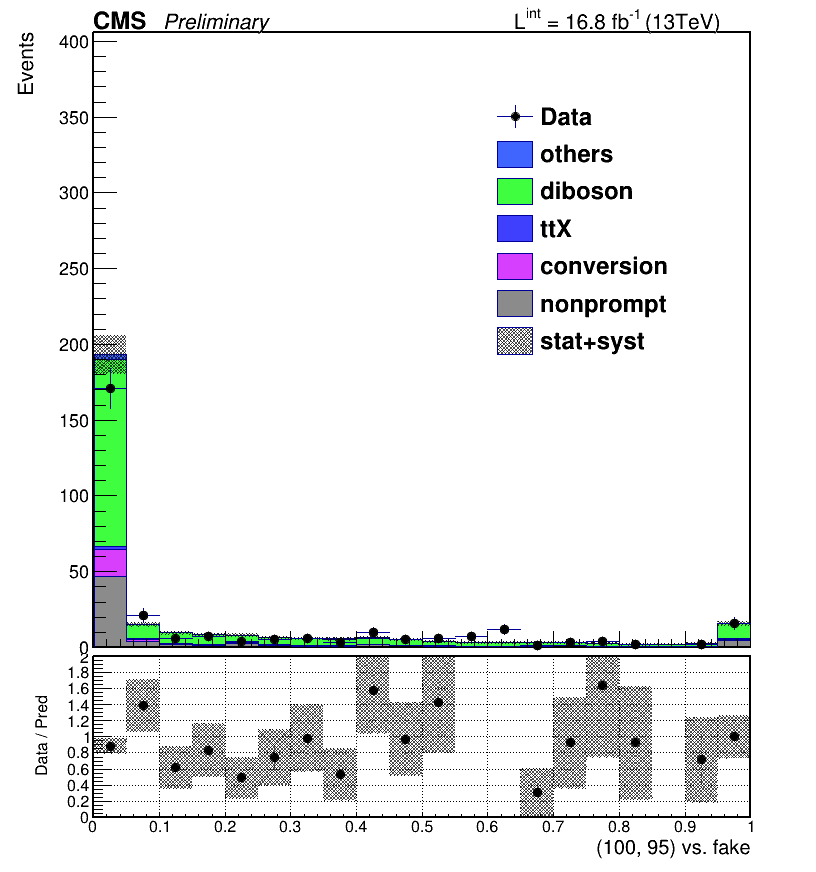 CMS Preliminary L^int = 16.8 fb^-1 (13TeV)
Events
400
350
300
250
200
150
100
50
0
Data
others
diboson
ttX
conversion
nonprompt
stat+syst
Data / Pred
2
1.8
1.6
1.4
1.2
1
0.8
0.6
0.4
0.2
0
0 0.1 0.2 0.3 0.4 0.5 0.6 0.7 0.8 0.9 1
(100, 95) vs. fake